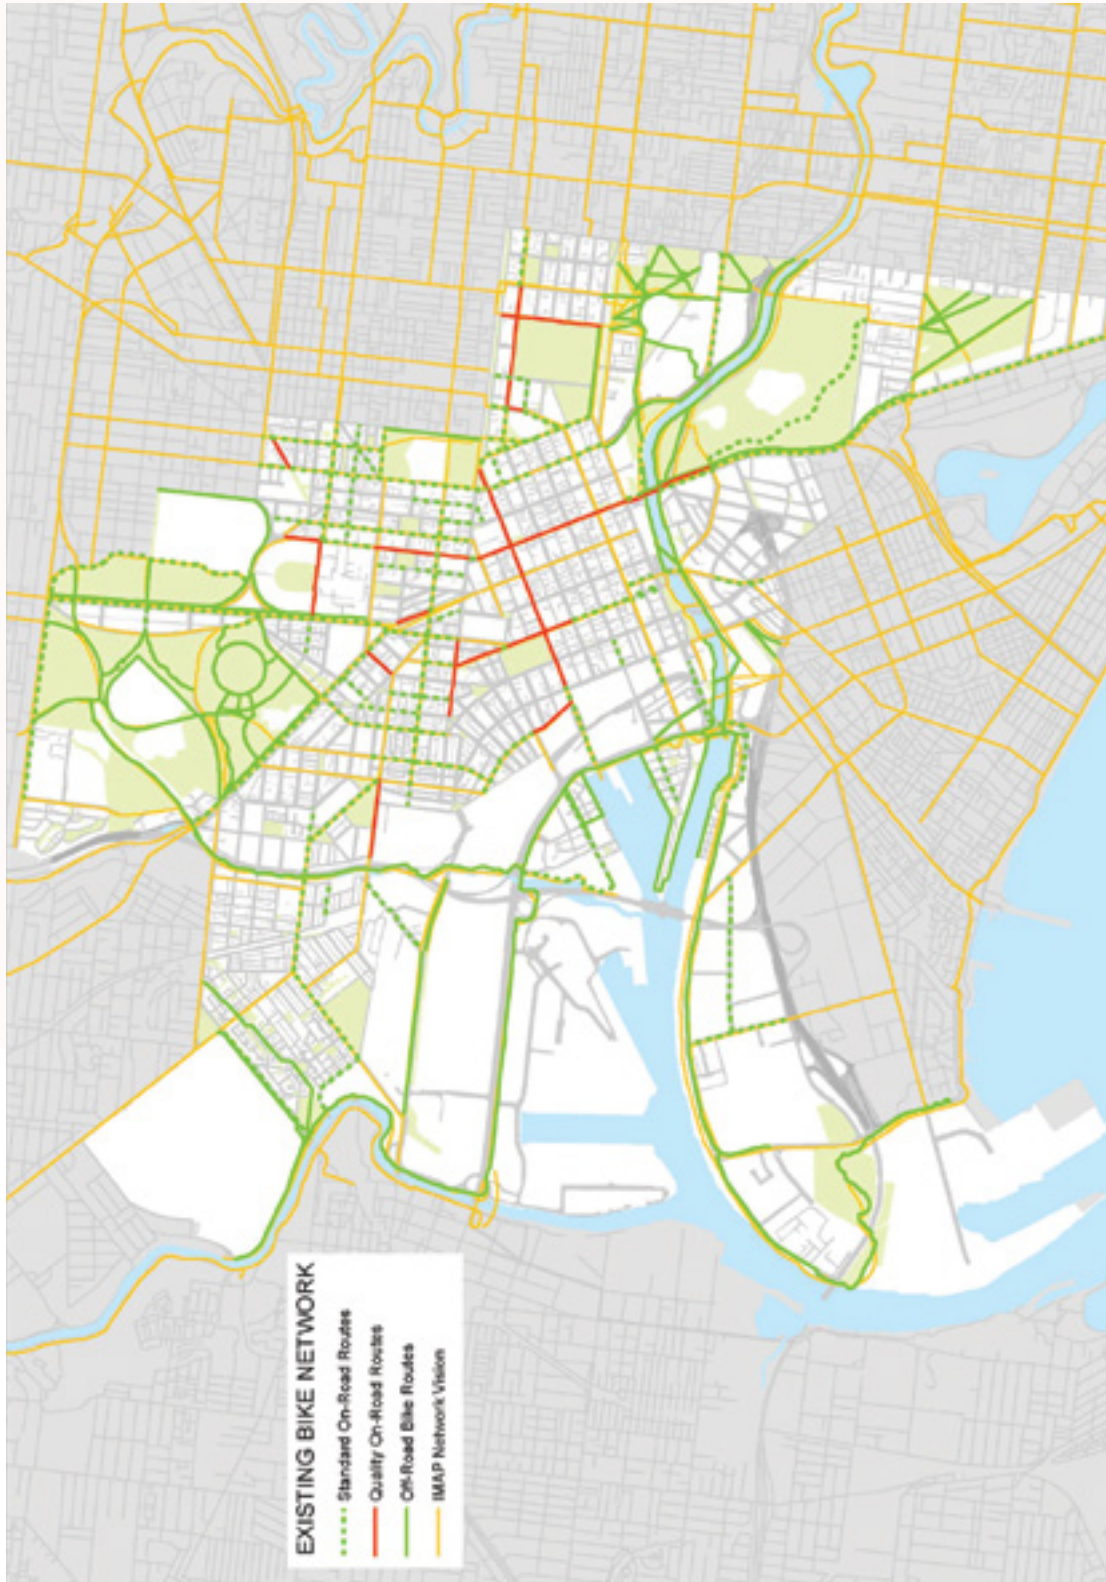 EXISTING BIKE NETWORK
Standard On-Road Routes
Quality On-Road Routes
Off-Road Bike Routes
IMAP Network Vision